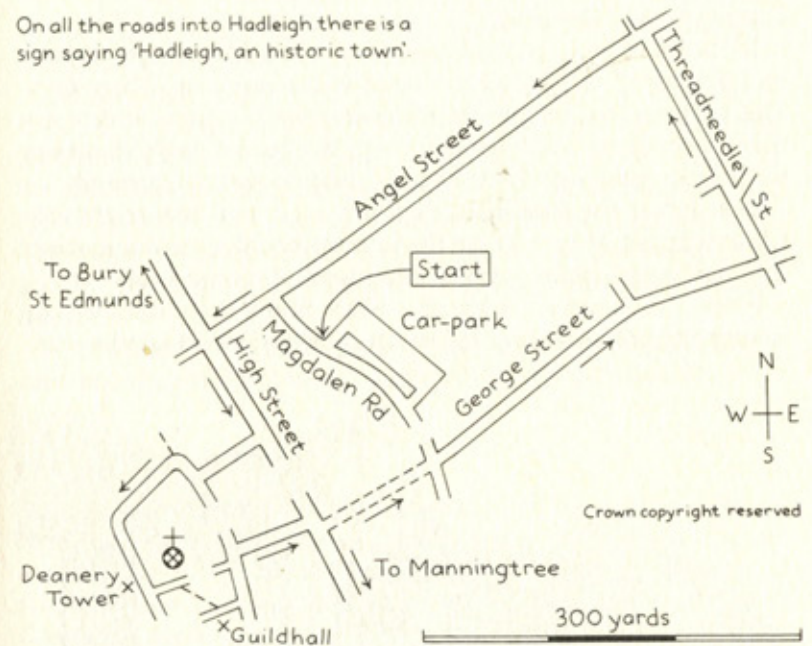 On all the roads into Hadleigh there is a
sign saying 'Hadleigh, an historic town'.
Threadneedle St
Angel Street
To Bury
St Edmunds
Start
Car-park
Magdalen Rd
High Street
George Street
N
W E
S
Crown copyright reserved
Deanery
Tower
To Manningtree
Guildhall
300 yards